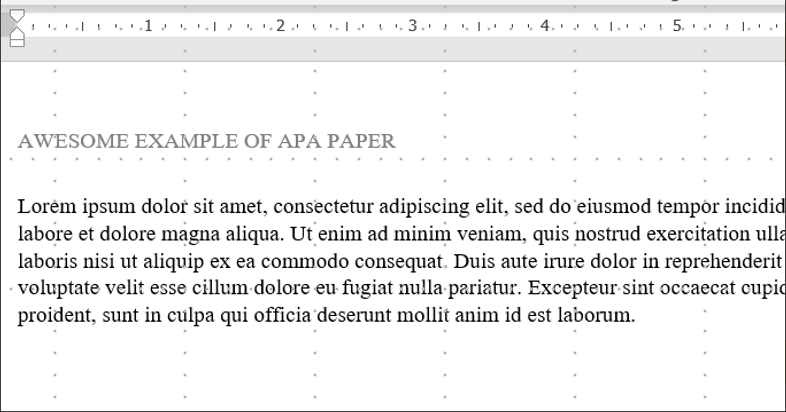 1 2 3 4 5
AWESOME EXAMPLE OF APA PAPER
Lorem ipsum dolor sit amet, consectetur adipiscing elit, sed do eiusmod tempor incidid
labore et dolore magna aliqua. Ut enim ad minim veniam, quis nostrud exercitation ulla
laboris nisi ut aliquip ex ea commodo consequat. Duis aute irure dolor in reprehenderit
voluptate velit esse cillum dolore eu fugiat nulla pariatur. Excepteur sint occaecat cupid
proident, sunt in culpa qui officia deserunt mollit anim id est laborum.